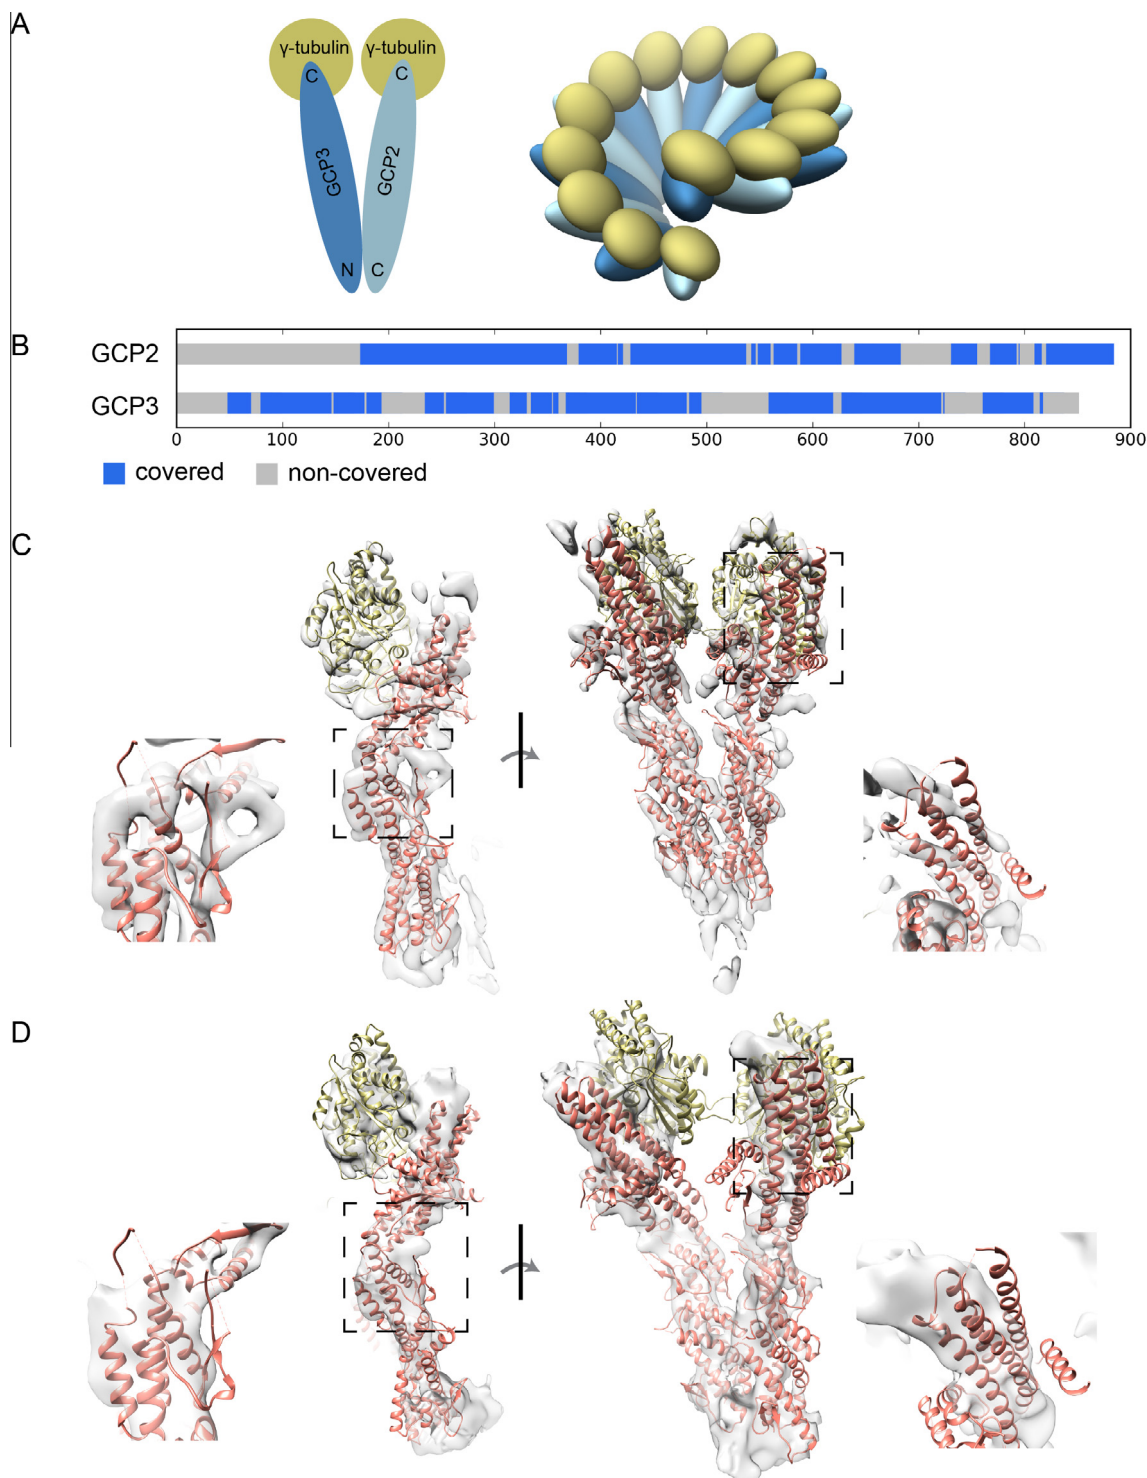 A
γ-tubulin γ-tubulin
C C
GCP3 GCP2
N C
B
GCP2
GCP3
0 100 200 300 400 500 600 700 800 900
covered non-covered
C
D